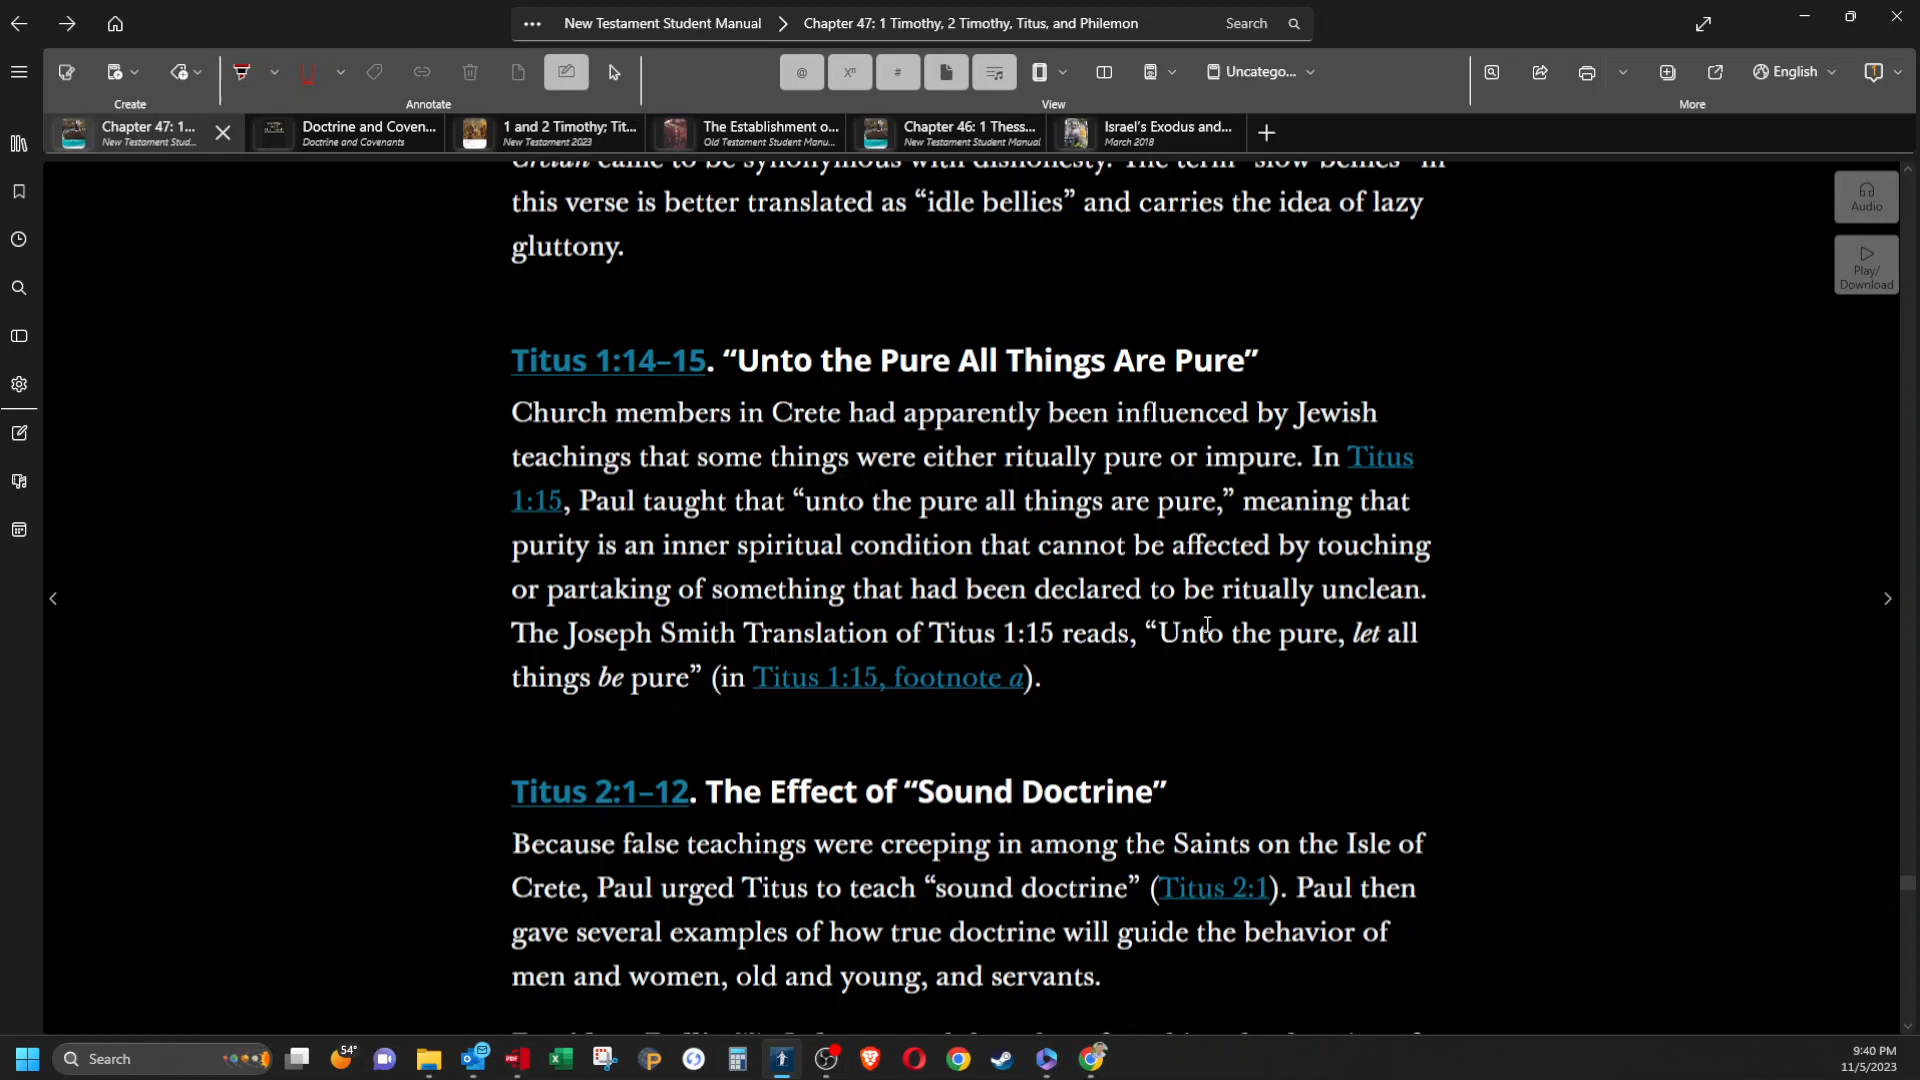 New Testament Student Manual > Chapter 47: 1 Timothy, 2 Timothy, Titus, and Philemon Search
Uncatego...
English
Create Annotate View More
Chapter 47: 1...
New Testament Stud...
Doctrine and Coven...
Doctrine and Covenants
1 and 2 Timothy; Tit...
New Testament 2023
The Establishment o...
Old Testament Student Manu...
Chapter 46: 1 Thess...
New Testament Student Manual
Israel's Exodus and...
March 2018
Cretian came to be synonymous with dishonesty. The term “slow bellies” in
this verse is better translated as “idle bellies” and carries the idea of lazy
gluttony.
Audio
Play/
Download
Titus 1:14–15. “Unto the Pure All Things Are Pure”
Church members in Crete had apparently been influenced by Jewish
teachings that some things were either ritually pure or impure. In Titus
1:15, Paul taught that “unto the pure all things are pure,” meaning that
purity is an inner spiritual condition that cannot be affected by touching
or partaking of something that had been declared to be ritually unclean.
The Joseph Smith Translation of Titus 1:15 reads, “Unto the pure, let all
things be pure” (in Titus 1:15, footnote a).
Titus 2:1–12. The Effect of “Sound Doctrine”
Because false teachings were creeping in among the Saints on the Isle of
Crete, Paul urged Titus to teach “sound doctrine” (Titus 2:1). Paul then
gave several examples of how true doctrine will guide the behavior of
men and women, old and young, and servants.
Search
54°
9:40 PM
11/5/2023